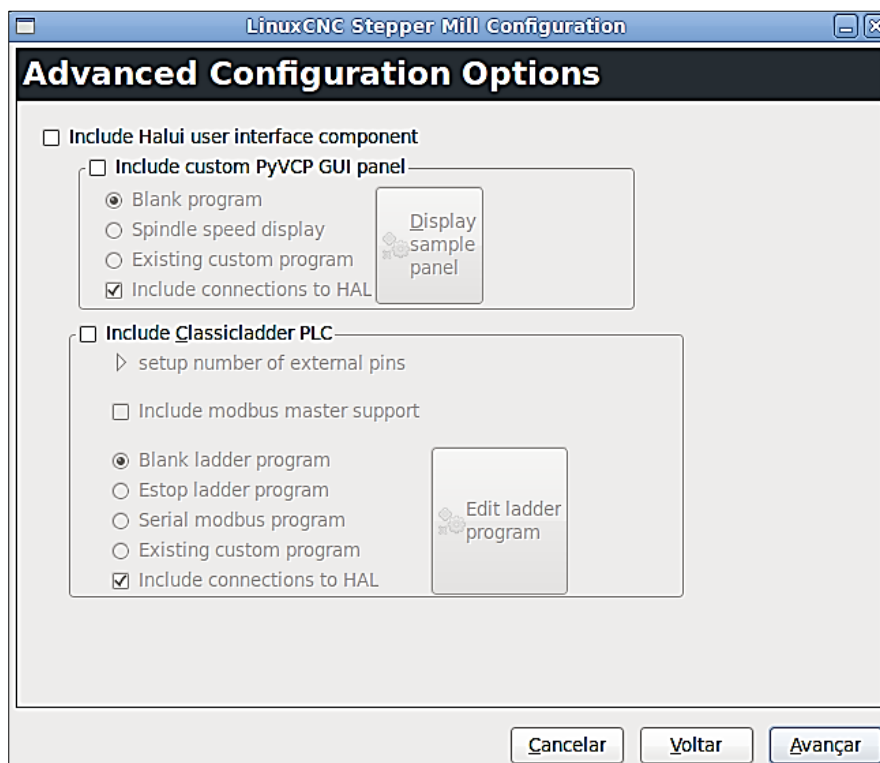 LinuxCNC Stepper Mill Configuration
Advanced Configuration Options
Include Halui user interface component
Include custom PyVCP GUI panel
Blank program
Spindle speed display
Existing custom program
Include connections to HAL
Display
sample
panel
Include Classicladder PLC
setup number of external pins
Include modbus master support
Blank ladder program
Estop ladder program
Serial modbus program
Existing custom program
Include connections to HAL
Edit ladder
program
Cancelar Voltar Avançar